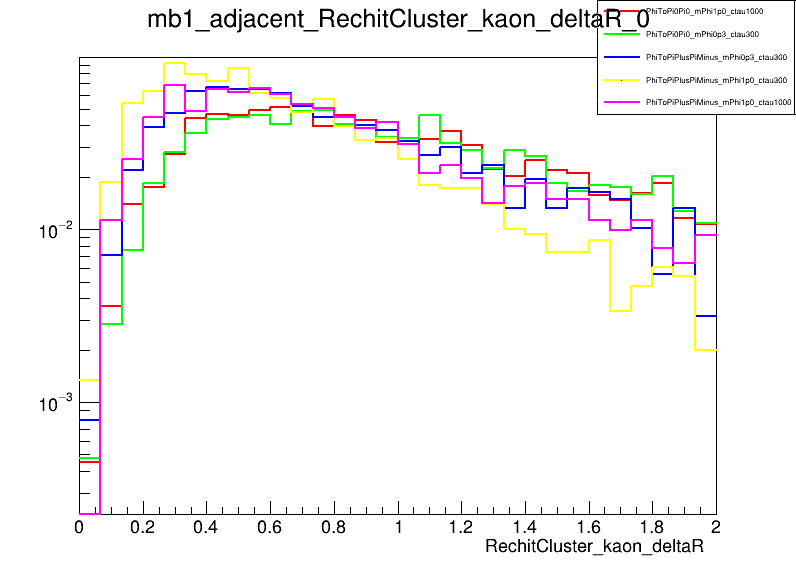 mb1_adjacent_RechitCluster_kaon_deltaR_0
PhiToPi0Pi0_mPhi1p0_ctau1000
PhiToPi0Pi0_mPhi0p3_ctau300
PhiToPiPlusPiMinus_mPhi0p3_ctau300
PhiToPiPlusPiMinus_mPhi1p0_ctau300
PhiToPiPlusPiMinus_mPhi1p0_ctau1000
10⁻²
10⁻³
0 0.2 0.4 0.6 0.8 1 1.2 1.4 1.6 1.8 2
RechitCluster_kaon_deltaR